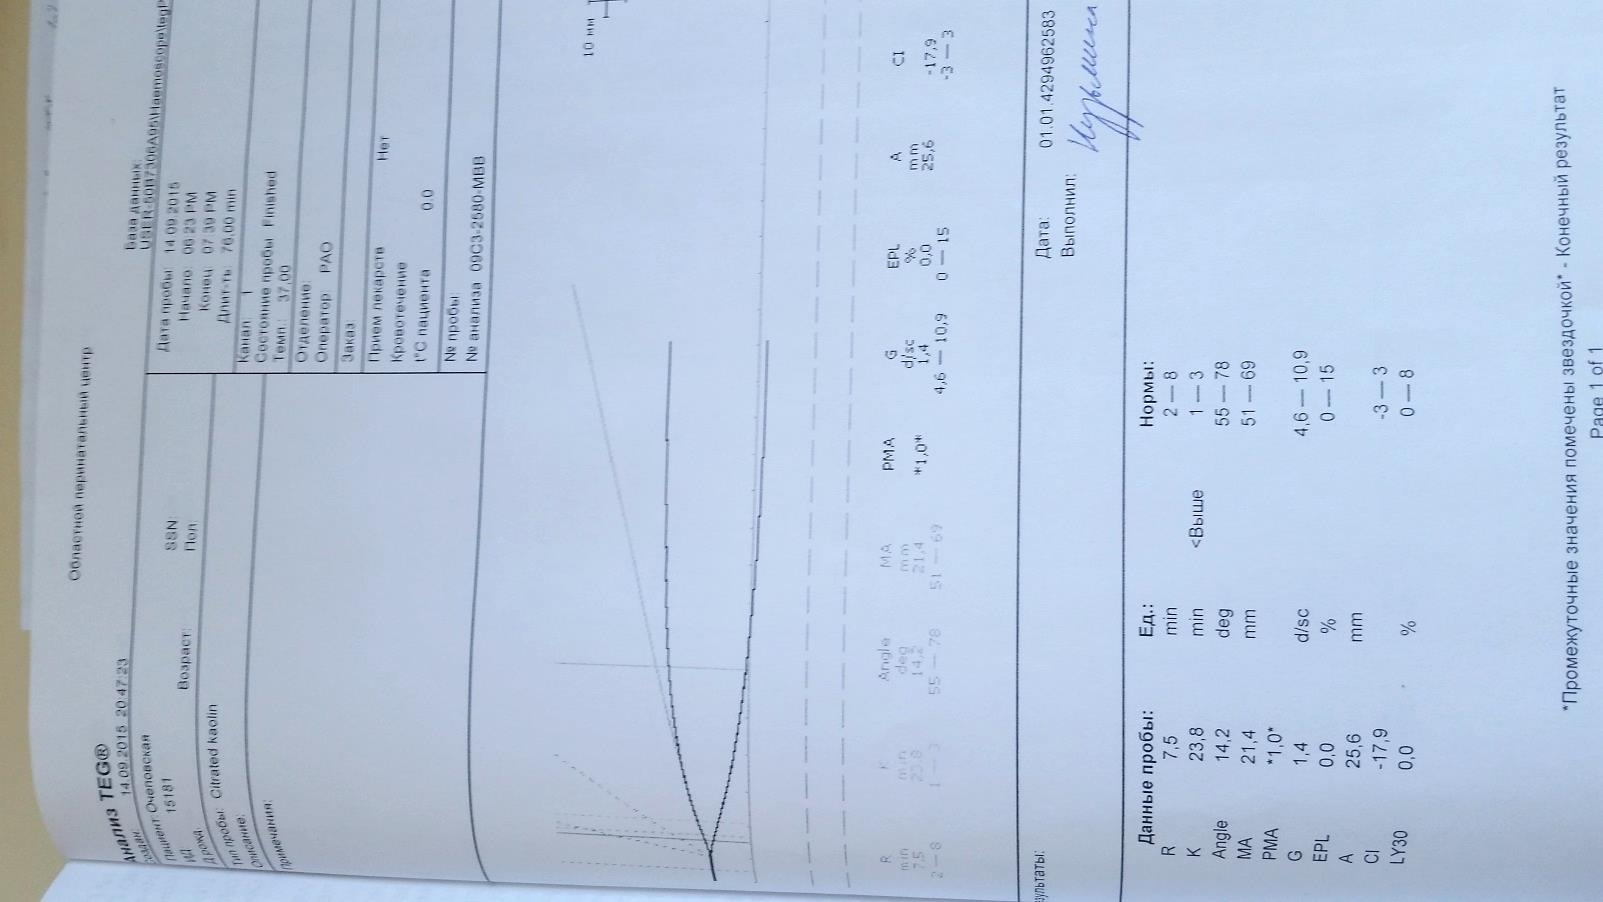 Областной перинатальный центр
Анализ TEG®
14.09.2015 20:47:23
База данных:
Пациент: Очеповская
15181
SSN:
Возраст:
Пол:
Тип пробы: Citrated kaolin
Описание:
Примечания:
Дата пробы: 14 09 2015
Начало: 06 23 PM
Конец: 07 39 PM
Длит-ть: 76,00 min
Канал: 1
Состояние пробы Finished
Темп.: 37,00
Отделение:
Оператор: РАО
Заказ:
Прием лекарств Нет
Кровотечение
t°C пациента 0.0
№ пробы:
№ анализа 09C3-2580-MBB
10 мм
R K Angle MA PMA G EPL A CI
min min deg mm d/sc % mm
7,5 23,8 14,2 21,4 *1,0* 1,4 0,0 25,6 -17,9
2 — 8 1 — 3 55 — 78 51 — 69 4,6 — 10,9 0 — 15 -3 — 3
Дата: 01.01.4294962583
Выполнил:
Данные пробы: Ед.: Нормы:
R 7,5 min 2 — 8
K 23,8 min <Выше 1 — 3
Angle 14,2 deg 55 — 78
MA 21,4 mm 51 — 69
PMA *1,0*
G 1,4 d/sc 4,6 — 10,9
EPL 0,0 % 0 — 15
A 25,6 mm
CI -17,9 -3 — 3
LY30 0,0 % 0 — 8
*Промежуточные значения помечены звездочкой* - Конечный результат
Page 1 of 1